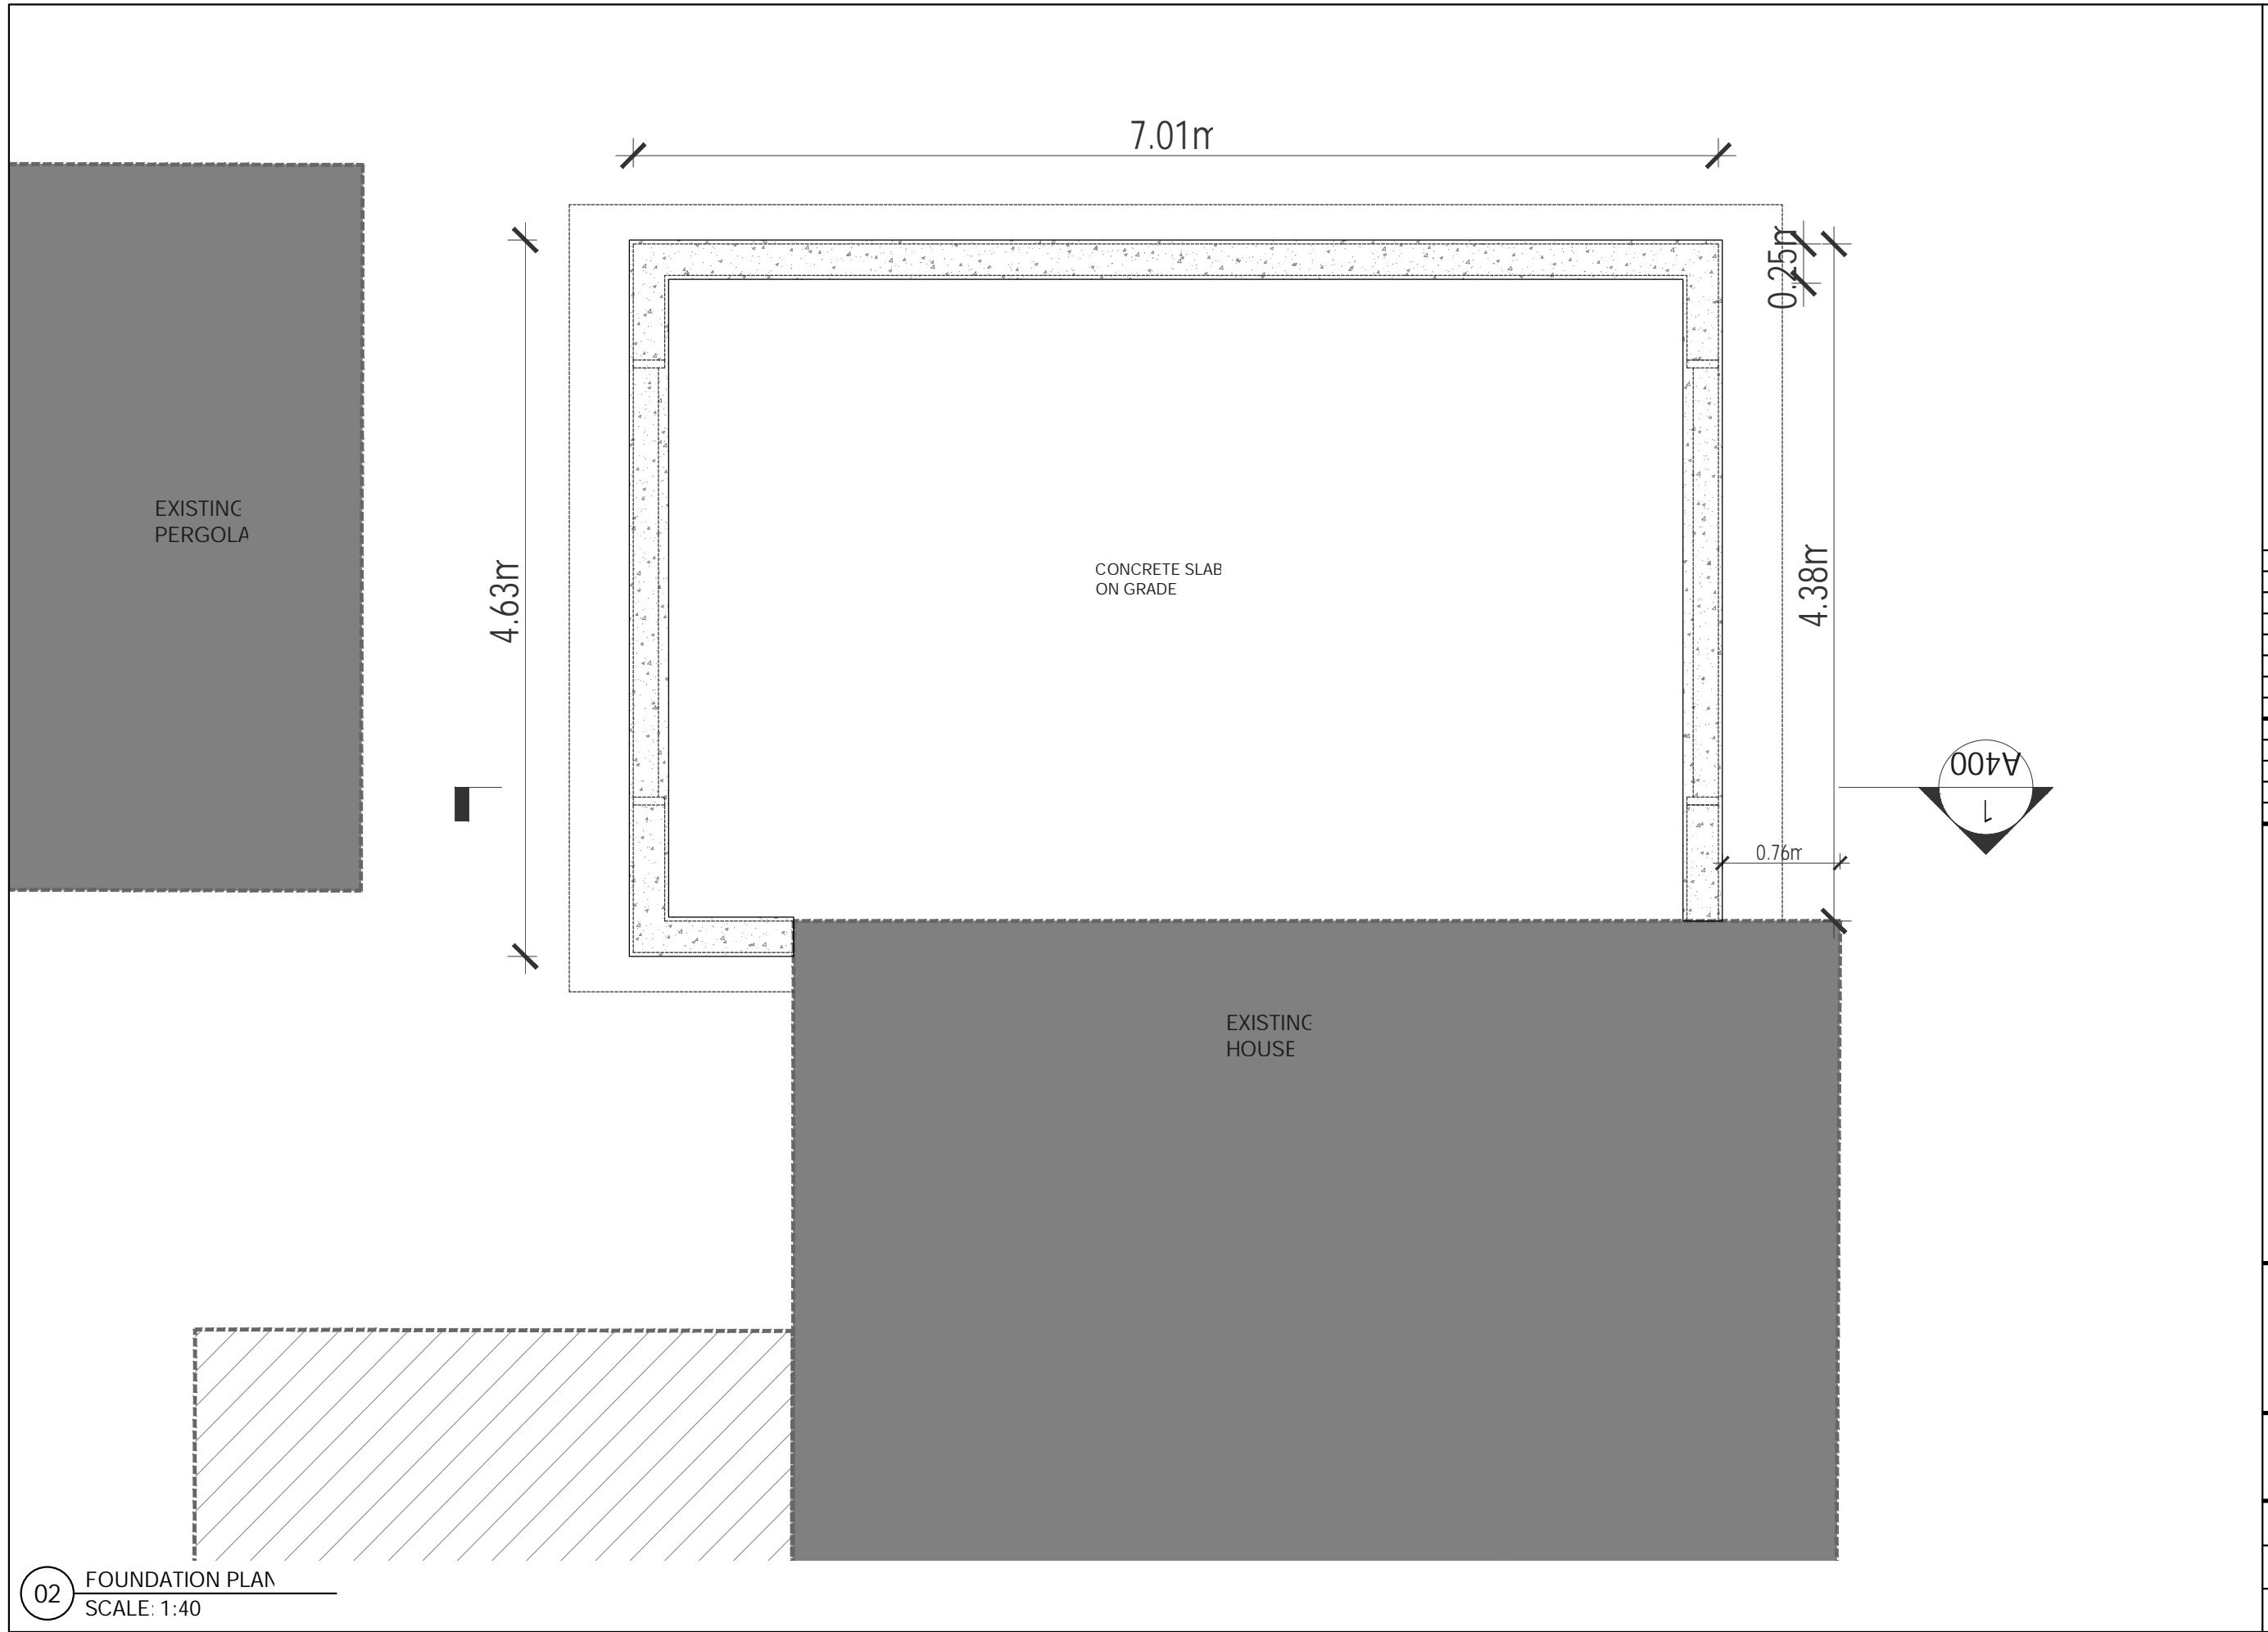 7.01m
0.25m
EXISTING
PERGOLA
4.63m
CONCRETE SLAB
ON GRADE
4.38m
A400
1
0.76m
EXISTING
HOUSE
02
FOUNDATION PLAN
SCALE: 1:40